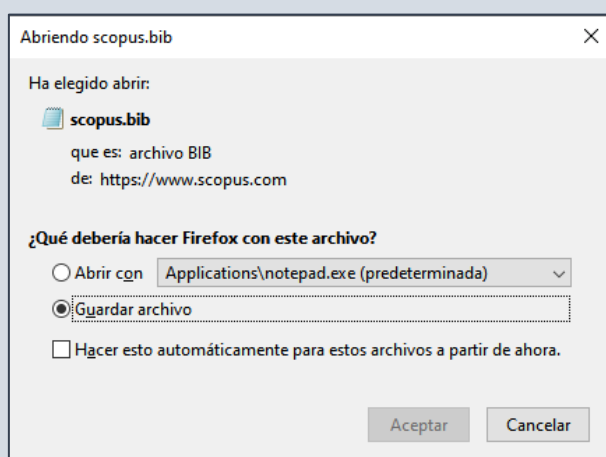 Abriendo scopus.bib
Ha elegido abrir:
scopus.bib
que es: archivo BIB
de: https://www.scopus.com
¿Qué debería hacer Firefox con este archivo?
Abrir con Applications\notepad.exe (predeterminada)
Guardar archivo
Hacer esto automáticamente para estos archivos a partir de ahora.
Aceptar Cancelar